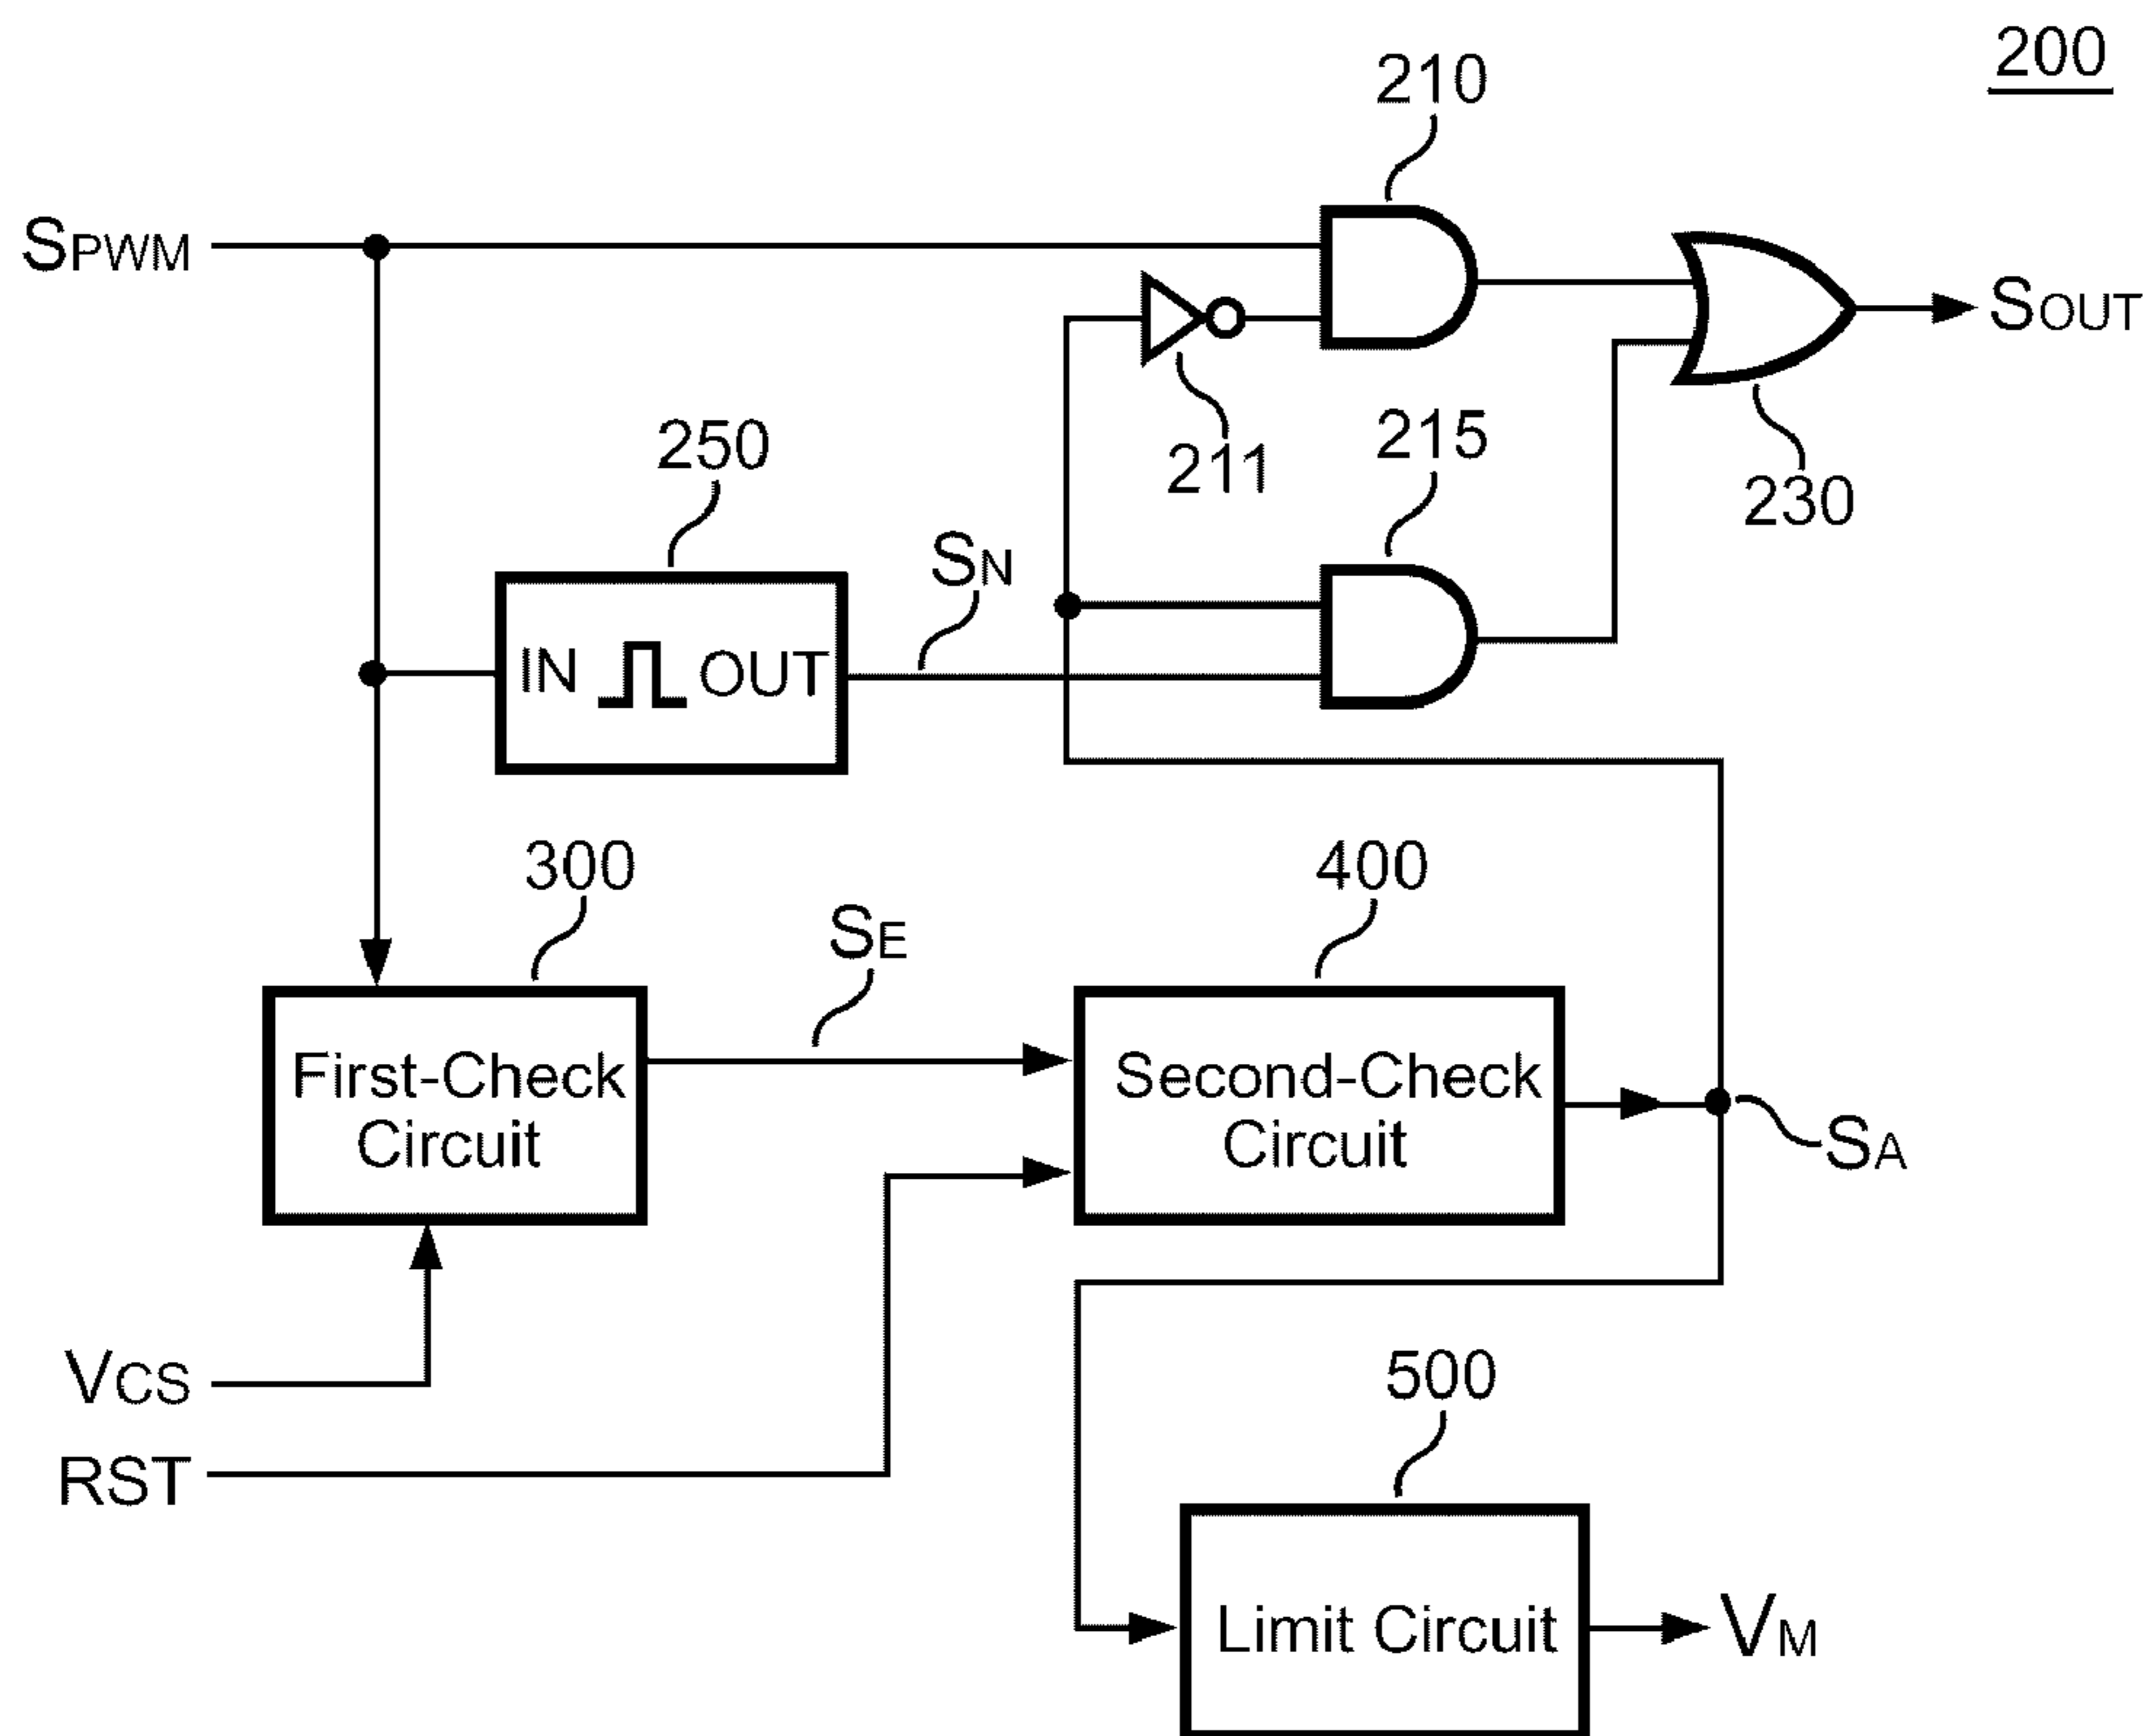 200
210
SPWM
SOUT
211
215
230
250
SN
IN OUT
300
400
SE
First-Check
Circuit
Second-Check
Circuit
SA
VCS
500
RST
Limit Circuit
VM